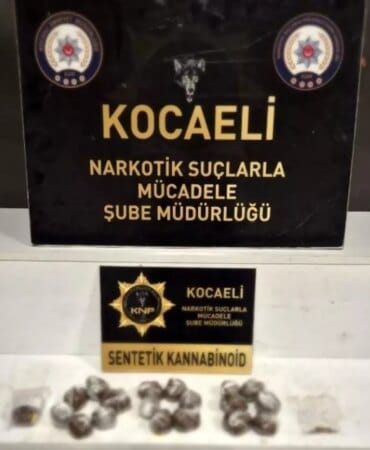 KOCAELİ
NARKOTİK SUÇLARLA
MÜCADELE
ŞUBE MÜDÜRLÜĞÜ
KNP
KOCAELİ
NARKOTİK SUÇLARLA
MÜCADELE
ŞUBE MÜDÜRLÜĞÜ
SENTETİK KANNABİNOİD